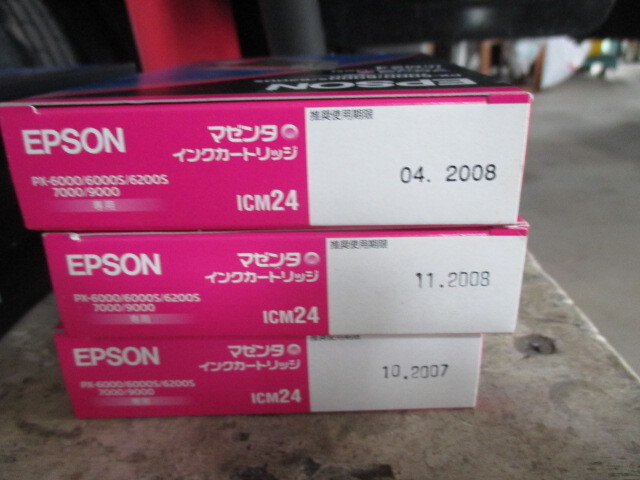 EPSON
EPSON
マゼンタ
インクカートリッジ
PX-6000/6000S/6200S
7000/9000
専用
ICM24
推奨使用期限
04. 2008
EPSON
マゼンタ
インクカートリッジ
PX-6000/6000S/6200S
7000/9000
専用
ICM24
推奨使用期限
11.2008
EPSON
マゼンタ
インクカートリッジ
PX-6000/6000S/6200S
7000/9000
専用
ICM24
推奨使用期限
10.2007